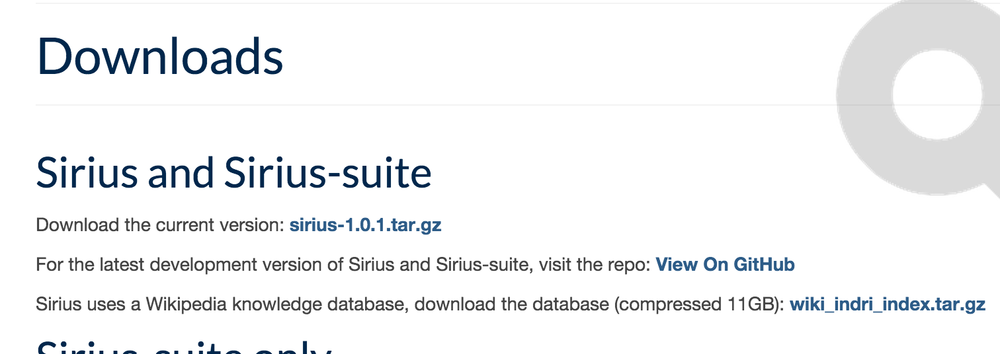 Downloads
Sirius and Sirius-suite
Download the current version: sirius-1.0.1.tar.gz
For the latest development version of Sirius and Sirius-suite, visit the repo: View On GitHub
Sirius uses a Wikipedia knowledge database, download the database (compressed 11GB): wiki_indri_index.tar.gz
Sirius-suite only